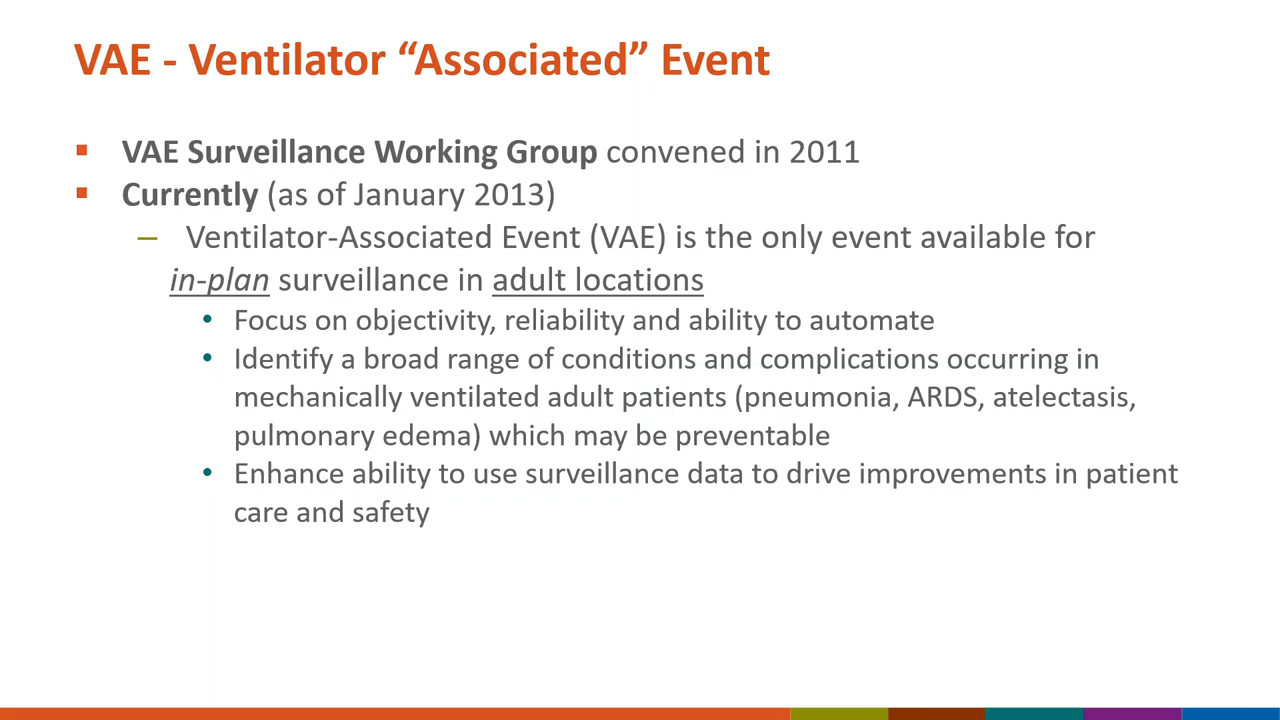 VAE - Ventilator “Associated” Event
▪ VAE Surveillance Working Group convened in 2011
▪ Currently (as of January 2013)
– Ventilator-Associated Event (VAE) is the only event available for
in-plan surveillance in adult locations
• Focus on objectivity, reliability and ability to automate
• Identify a broad range of conditions and complications occurring in
mechanically ventilated adult patients (pneumonia, ARDS, atelectasis,
pulmonary edema) which may be preventable
• Enhance ability to use surveillance data to drive improvements in patient
care and safety